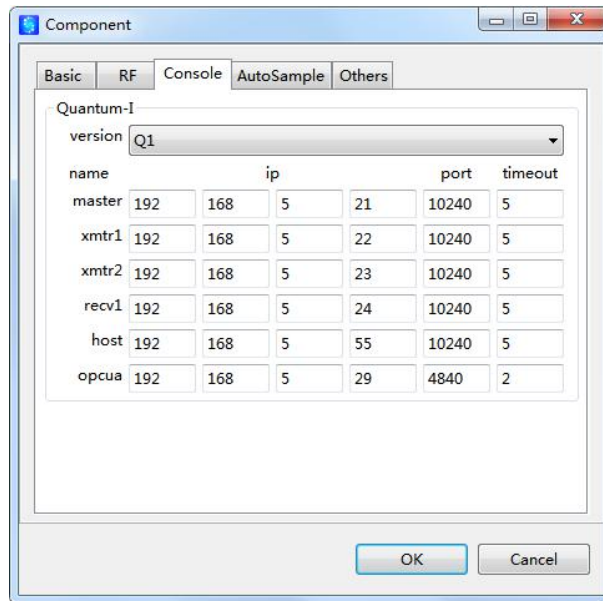 Component
Basic RF Console AutoSample Others
Quantum-I
version Q1
name ip port timeout
master 192 168 5 21 10240 5
xmtr1 192 168 5 22 10240 5
xmtr2 192 168 5 23 10240 5
recv1 192 168 5 24 10240 5
host 192 168 5 55 10240 5
opcua 192 168 5 29 4840 2
OK Cancel